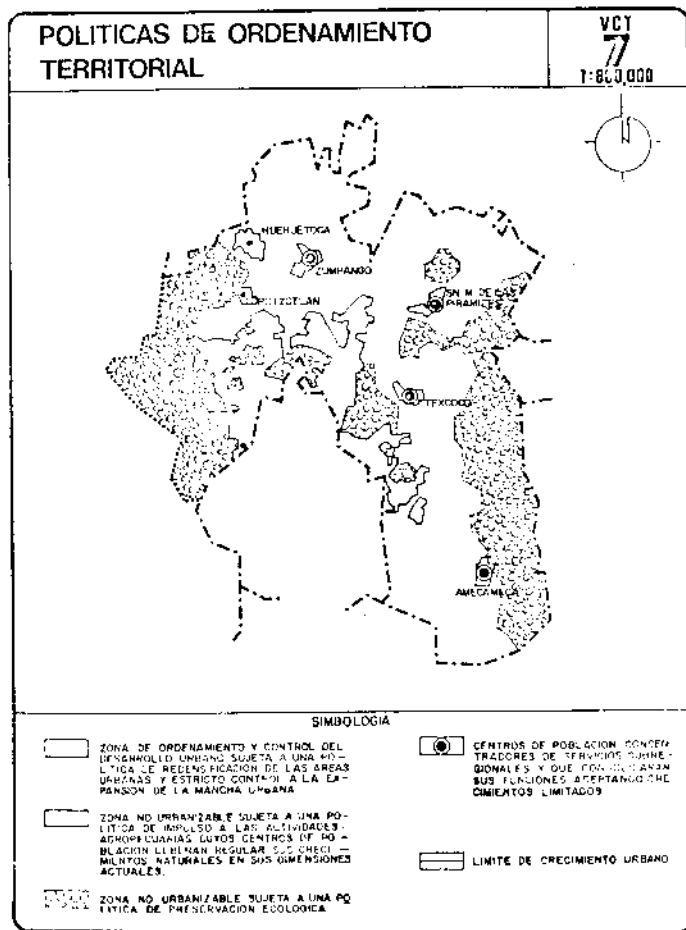 POLITICAS DE ORDENAMIENTO
TERRITORIAL
VCT
7
HUEHUETOCA
ZUMPANGO
SN. M. DE LAS
PIRAMIDES
TEXCOCO
AMECAMECA
SIMBOLOGIA
ZONA DE ORDENAMIENTO Y CONTROL DEL
DESARROLLO URBANO SUJETA A UNA PO-
LITICA DE REDENSIFICACION DE LAS AREAS
URBANAS Y ESTRICTO CONTROL A LA EX-
PANSION DE LA MANCHA URBANA
ZONA NO URBANIZABLE SUJETA A UNA PO-
LITICA DE IMPULSO A LAS ACTIVIDADES
AGROPECUARIAS CUYOS CENTROS DE PO-
BLACION DEBERAN REGULAR SUS CRECI-
MIENTOS NATURALES EN SUS DIMENSIONES
ACTUALES.
ZONA NO URBANIZABLE SUJETA A UNA PO
LITICA DE PRESERVACION ECOLOGICA
CENTROS DE POBLACION CONCEN-
TRADORES DE SERVICIOS SUBRE-
GIONALES Y QUE
SUS FUNCIONES ACEPTANDO CRE
CIMIENTOS LIMITADOS
LIMITE DE CRECIMIENTO URBANO